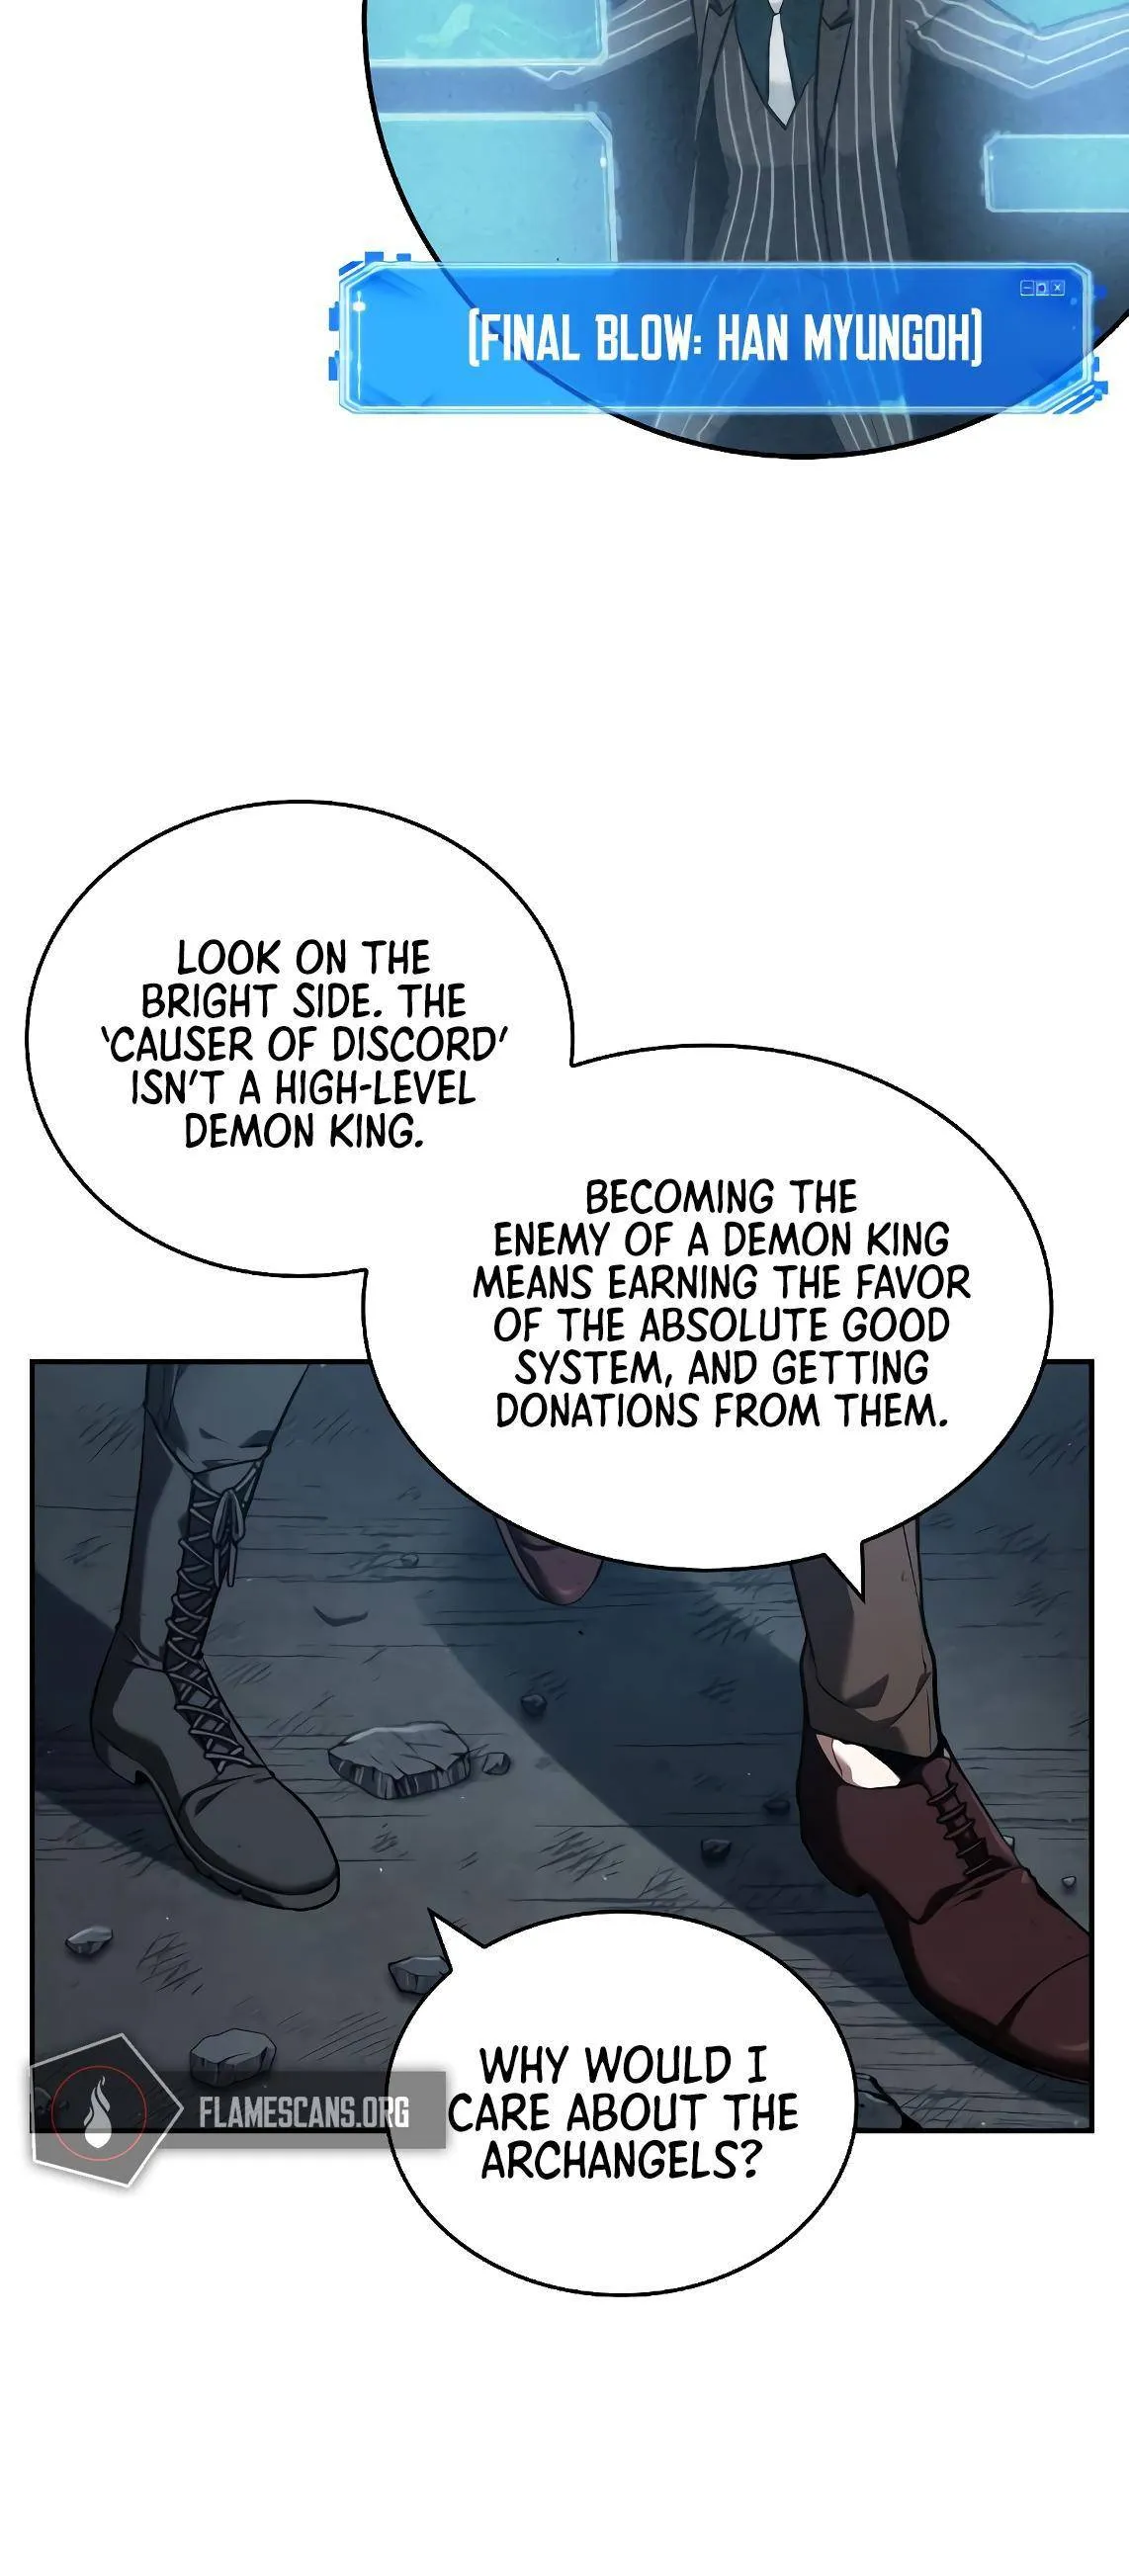 [FINAL BLOW: HAN MYUNGOH]
LOOK ON THE
BRIGHT SIDE. THE
'CAUSER OF DISCORD'
ISN'T A HIGH-LEVEL
DEMON KING.
BECOMING THE
ENEMY OF A DEMON KING
MEANS EARNING THE FAVOR
OF THE ABSOLUTE GOOD
SYSTEM, AND GETTING
DONATIONS FROM THEM.
WHY WOULD I
CARE ABOUT THE
ARCHANGELS?
FLAMESCANS.ORG